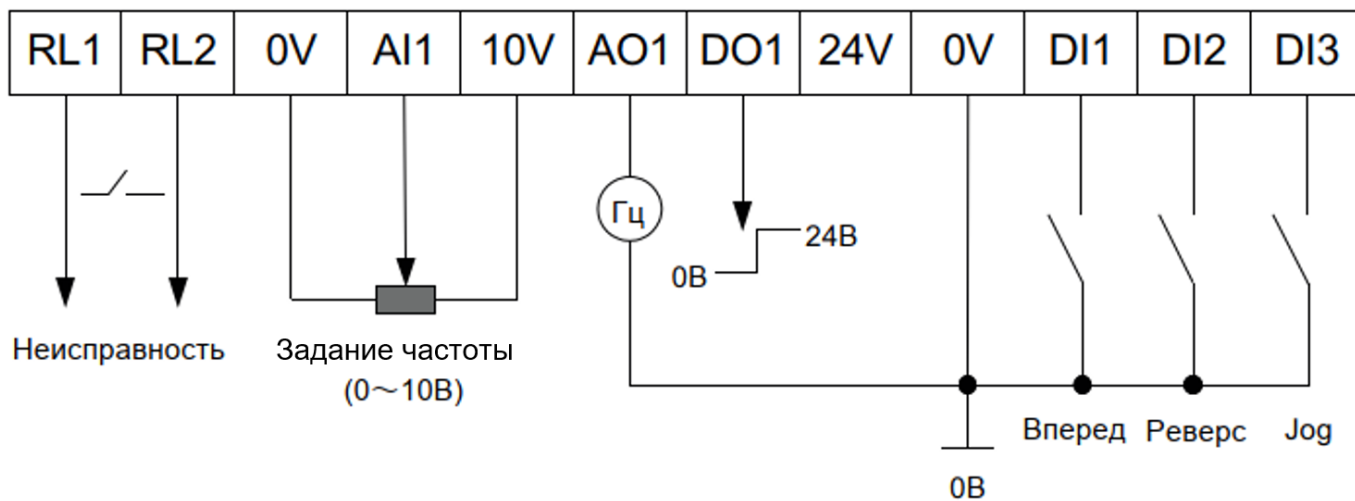 RL1 RL2 0V AI1 10V AO1 DO1 24V 0V DI1 DI2 DI3
Гц
24В
0В
Неисправность
Задание частоты
(0～10В)
Вперед Реверс Jog
0В